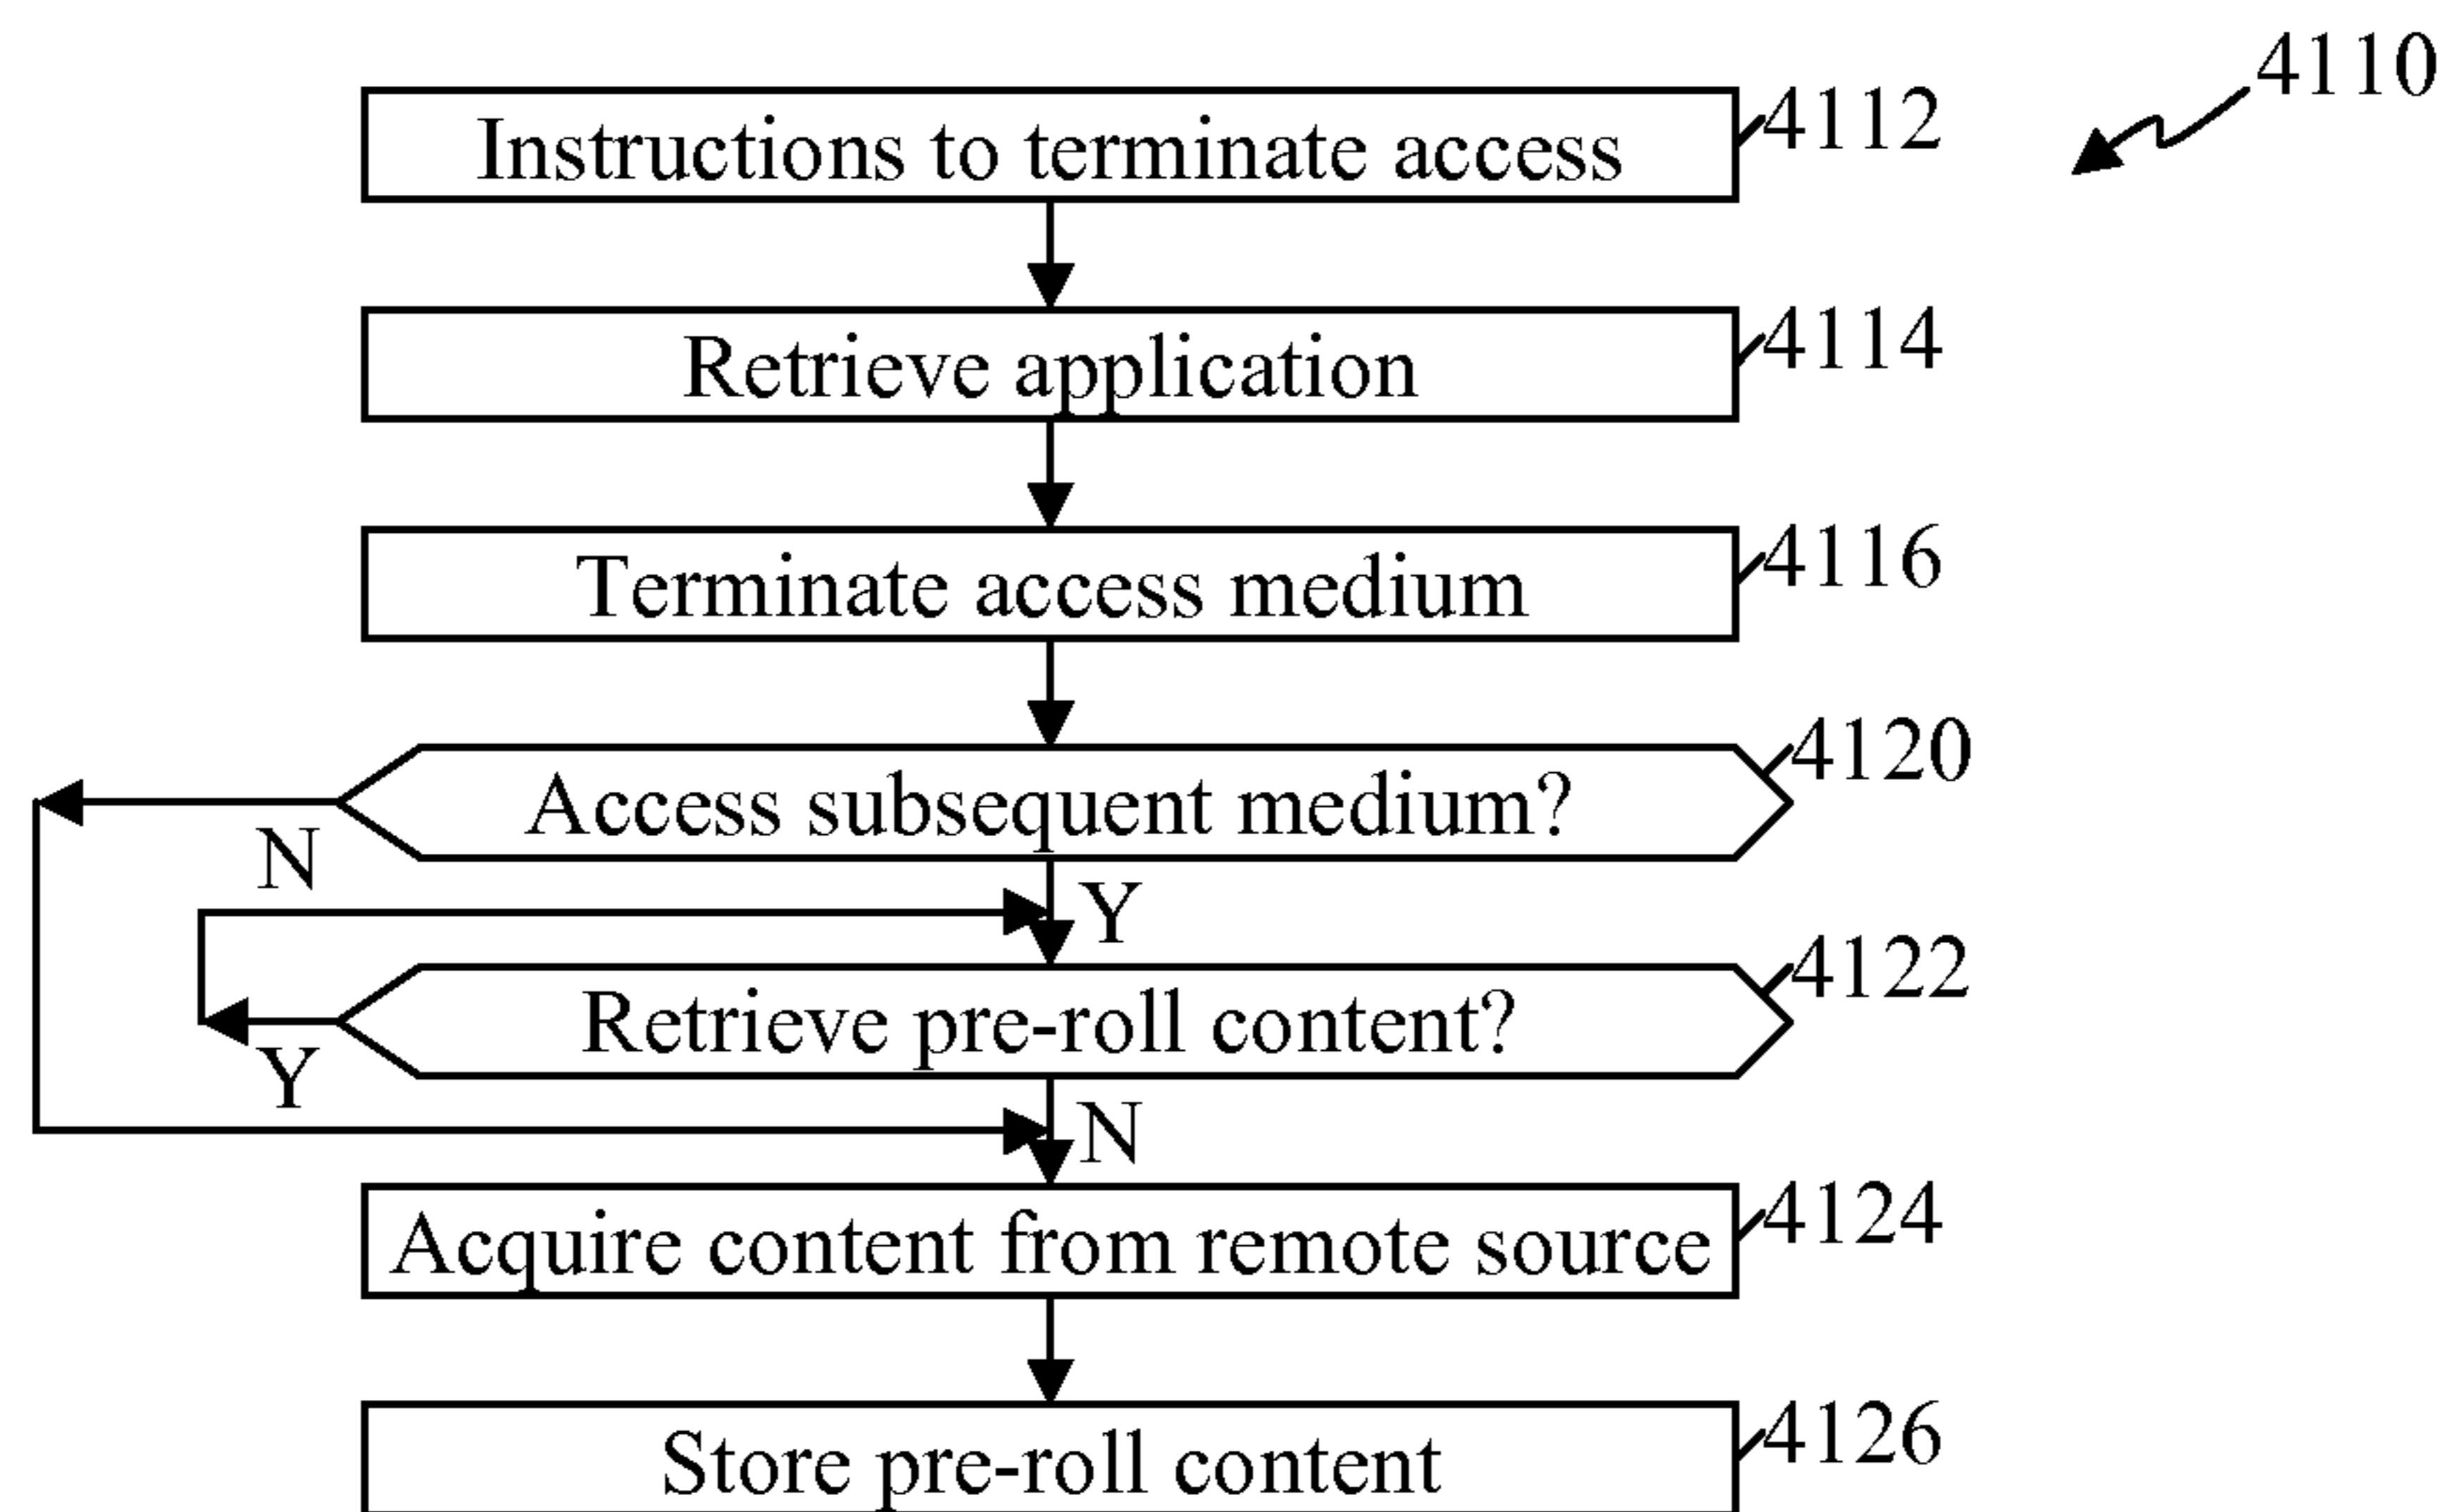 4110
Instructions to terminate access 4112
Retrieve application 4114
Terminate access medium 4116
Access subsequent medium? 4120
N
Y
Retrieve pre-roll content? 4122
Y
N
Acquire content from remote source 4124
Store pre-roll content 4126